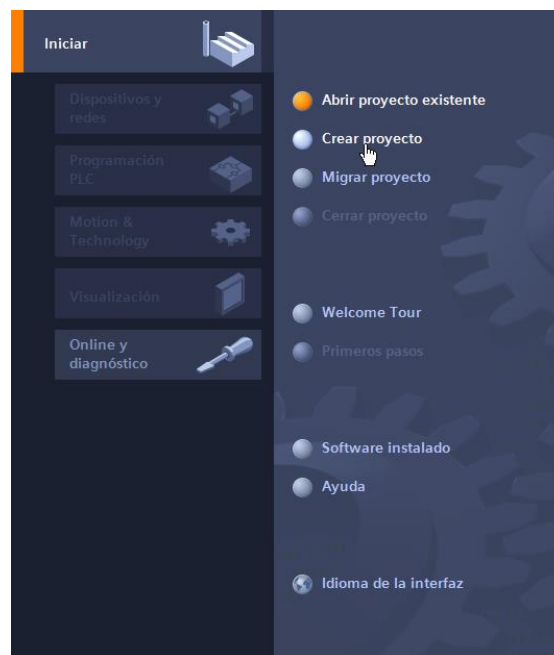 Iniciar
Dispositivos y
redes
Programación
PLC
Motion &
Technology
Visualización
Online y
diagnóstico
Abrir proyecto existente
Crear proyecto
Migrar proyecto
Cerrar proyecto
Welcome Tour
Primeros pasos
Software instalado
Ayuda
Idioma de la interfaz